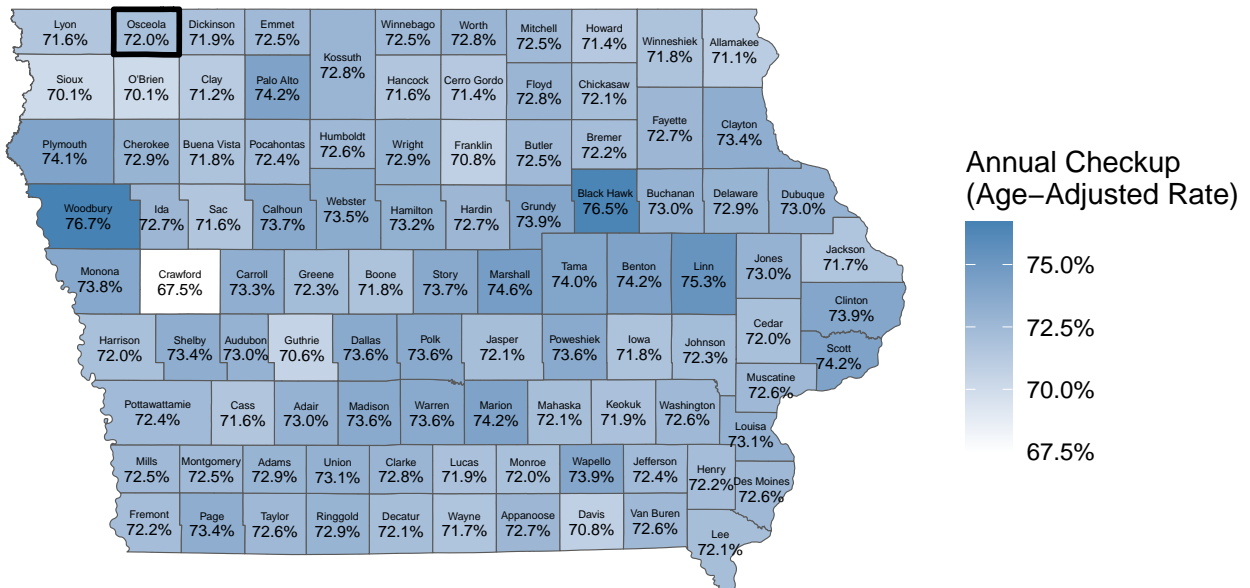 Lyon
71.6%
Osceola
72.0%
Dickinson
71.9%
Emmet
72.5%
Winnebago
72.5%
Worth
72.8%
Mitchell
72.5%
Howard
71.4%
Winneshiek
71.8%
Allamakee
71.1%
Kossuth
72.8%
Sioux
70.1%
O'Brien
70.1%
Clay
71.2%
Palo Alto
74.2%
Hancock
71.6%
Cerro Gordo
71.4%
Floyd
72.8%
Chickasaw
72.1%
Fayette
72.7%
Clayton
73.4%
Plymouth
74.1%
Cherokee
72.9%
Buena Vista
71.8%
Pocahontas
72.4%
Humboldt
72.6%
Wright
72.9%
Franklin
70.8%
Butler
72.5%
Bremer
72.2%
Woodbury
76.7%
Ida
72.7%
Sac
71.6%
Calhoun
73.7%
Webster
73.5%
Hamilton
73.2%
Hardin
72.7%
Grundy
73.9%
Black Hawk
76.5%
Buchanan
73.0%
Delaware
72.9%
Dubuque
73.0%
Monona
73.8%
Crawford
67.5%
Carroll
73.3%
Greene
72.3%
Boone
71.8%
Story
73.7%
Marshall
74.6%
Tama
74.0%
Benton
74.2%
Linn
75.3%
Jones
73.0%
Jackson
71.7%
Clinton
73.9%
Harrison
72.0%
Shelby
73.4%
Audubon
73.0%
Guthrie
70.6%
Dallas
73.6%
Polk
73.6%
Jasper
72.1%
Poweshiek
73.6%
Iowa
71.8%
Johnson
72.3%
Cedar
72.0%
Scott
74.2%
Muscatine
72.6%
Pottawattamie
72.4%
Cass
71.6%
Adair
73.0%
Madison
73.6%
Warren
73.6%
Marion
74.2%
Mahaska
72.1%
Keokuk
71.9%
Washington
72.6%
Louisa
73.1%
Mills
72.5%
Montgomery
72.5%
Adams
72.9%
Union
73.1%
Clarke
72.8%
Lucas
71.9%
Monroe
72.0%
Wapello
73.9%
Jefferson
72.4%
Henry
72.2%
Des Moines
72.6%
Fremont
72.2%
Page
73.4%
Taylor
72.6%
Ringgold
72.9%
Decatur
72.1%
Wayne
71.7%
Appanoose
72.7%
Davis
70.8%
Van Buren
72.6%
Lee
72.1%
Annual Checkup
(Age−Adjusted Rate)
75.0%
72.5%
70.0%
67.5%